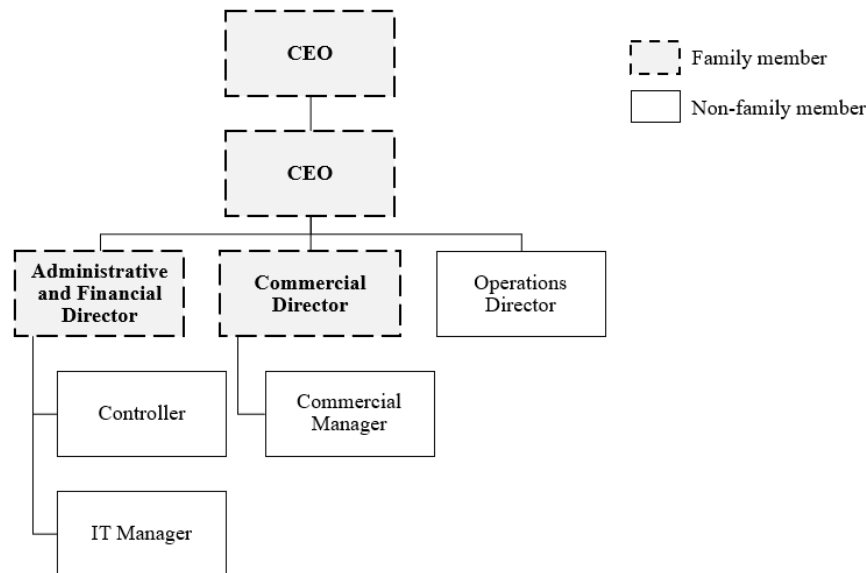 CEO
Family member
Non-family member
CEO
Administrative
and Financial
Director
Commercial
Director
Operations
Director
Controller
Commercial
Manager
IT Manager